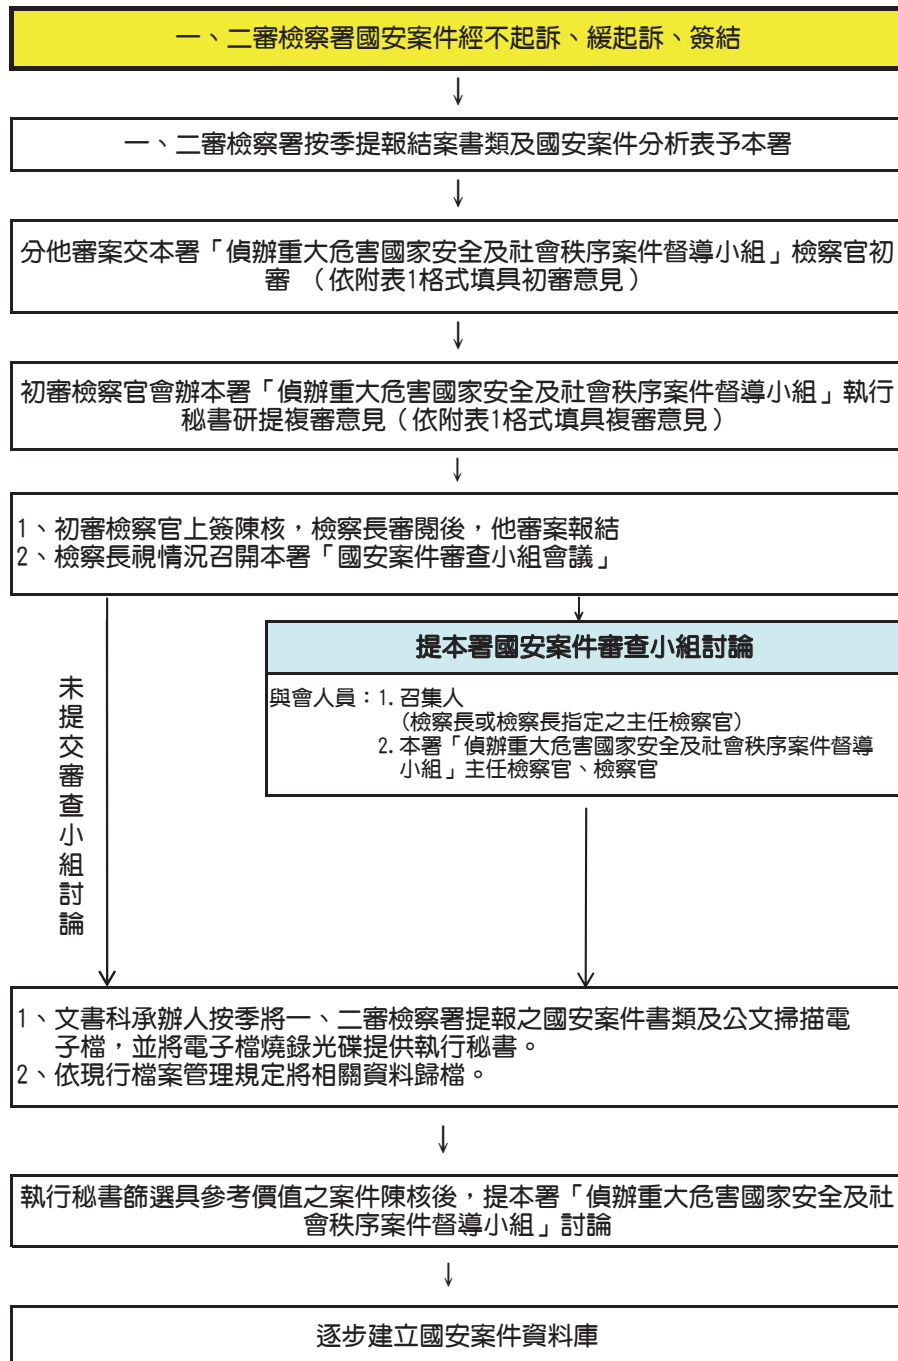 一、二審檢察署國安案件經不起訴、緩起訴、簽結
↓
一、二審檢察署按季提報結案書類及國安案件分析表予本署
↓
分他審案交本署「偵辦重大危害國家安全及社會秩序案件督導小組」檢察官初
審 （依附表1格式填具初審意見）
↓
初審檢察官會辦本署「偵辦重大危害國家安全及社會秩序案件督導小組」執行
秘書研提複審意見（依附表1格式填具複審意見）
↓
1、初審檢察官上簽陳核，檢察長審閱後，他審案報結
2、檢察長視情況召開本署「國安案件審查小組會議」
未提交審查小組討論
提本署國安案件審查小組討論
與會人員：1. 召集人
（檢察長或檢察長指定之主任檢察官）
2. 本署「偵辦重大危害國家安全及社會秩序案件督導
小組」主任檢察官、檢察官
1、文書科承辦人按季將一、二審檢察署提報之國安案件書類及公文掃描電
子檔，並將電子檔燒錄光碟提供執行秘書。
2、依現行檔案管理規定將相關資料歸檔。
↓
執行秘書篩選具參考價值之案件陳核後，提本署「偵辦重大危害國家安全及社
會秩序案件督導小組」討論
↓
逐步建立國安案件資料庫